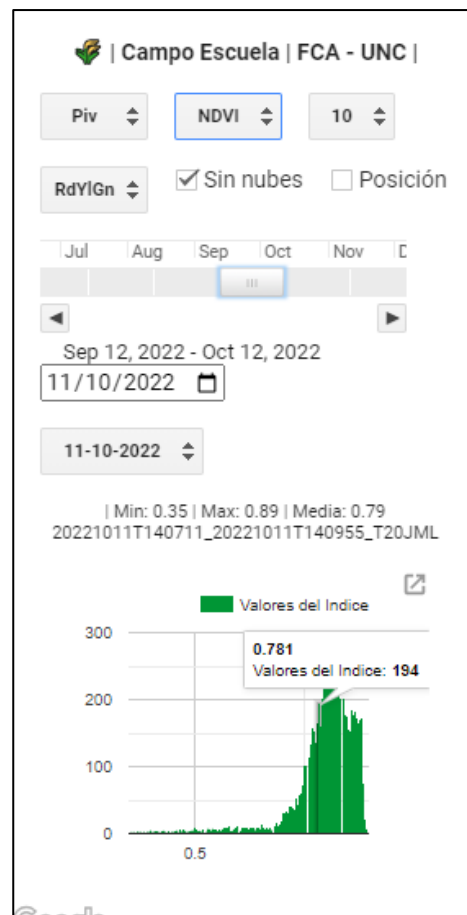 | Campo Escuela | FCA - UNC |
Piv NDVI 10
RdYlGn Sin nubes Posición
Jul Aug Sep Oct Nov D
Sep 12, 2022 - Oct 12, 2022
11/10/2022
11-10-2022
| Min: 0.35 | Max: 0.89 | Media: 0.79
20221011T140711_20221011T140955_T20JML
Valores del Indice
300
0.781
Valores del Indice: 194
200
100
0
0.5